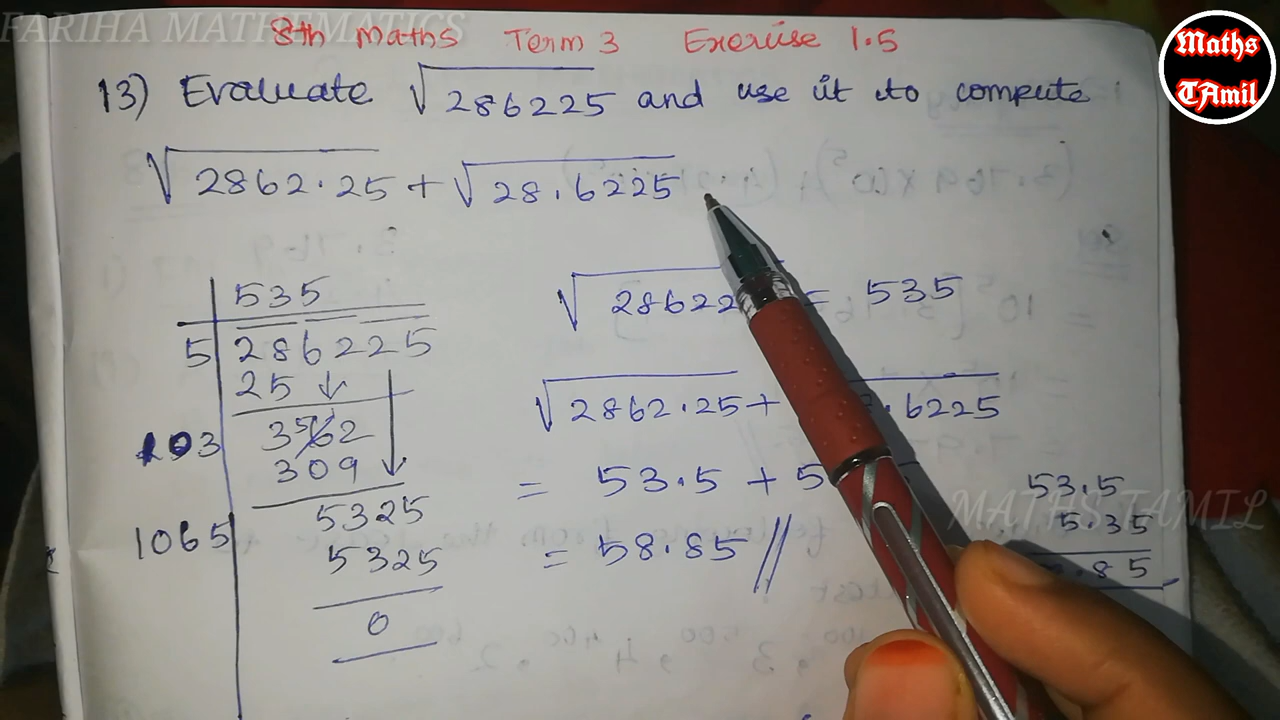 FARIHA MATHEMATICS
8th Maths Term 3 Exercise 1.5
Maths
TAmil
13) Evaluate √286225 and use it to compute
√2862.25 + √28.6225
535
5 286225
25
3562
103
309
5325
1065
5325
0
√28622 = 535
√2862.25 + .6225
= 53.5 + 5
= 58.85 //
53.5
5.35
.85
MATHS TAMIL